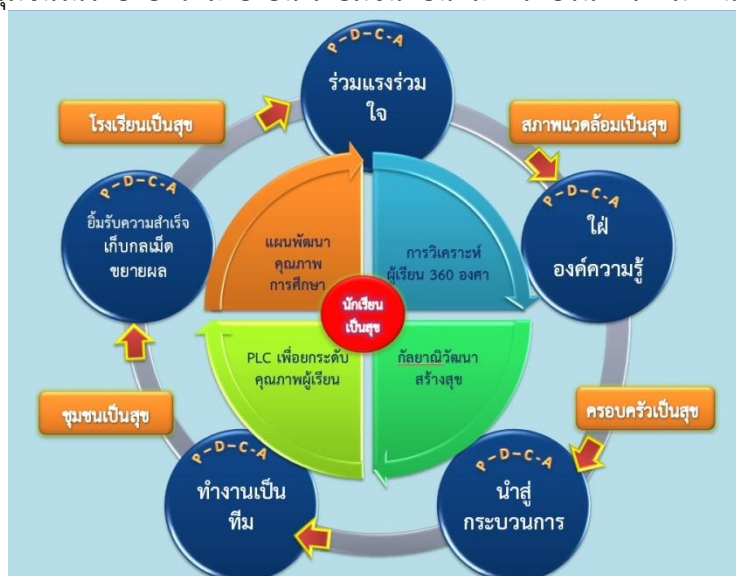 P-D-C-A
ร่วมแรงร่วม
ใจ
โรงเรียนเป็นสุข
สภาพแวดล้อมเป็นสุข
P-D-C-A
ยิ้มรับความสำเร็จ
เก็บกลเม็ด
ขยายผล
P-D-C-A
ใฝ่
องค์ความรู้
แผนพัฒนา
คุณภาพ
การศึกษา
การวิเคราะห์
ผู้เรียน 360 องศา
นักเรียน
เป็นสุข
PLC เพื่อยกระดับ
คุณภาพผู้เรียน
กัลยาณิวัฒนา
สร้างสุข
ชุมชนเป็นสุข
ครอบครัวเป็นสุข
P-D-C-A
ทำงานเป็น
ทีม
P-D-C-A
นำสู่
กระบวนการ